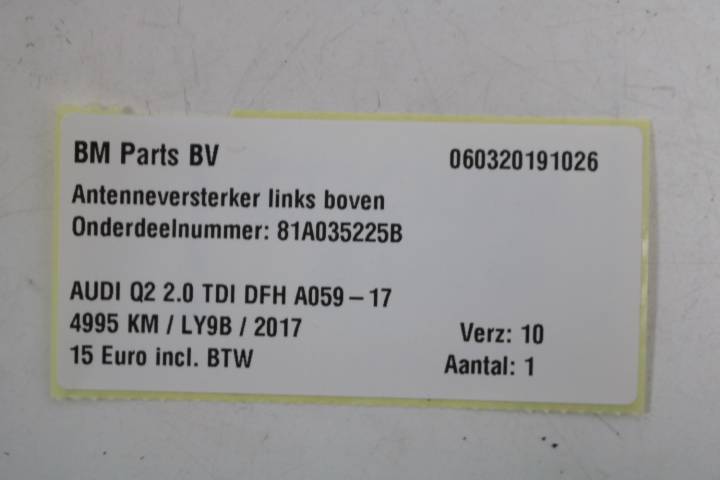 BM Parts BV 060320191026
Antenneversterker links boven
Onderdeelnummer: 81A035225B
AUDI Q2 2.0 TDI DFH A059-17
4995 KM / LY9B / 2017 Verz: 10
15 Euro incl. BTW Aantal: 1